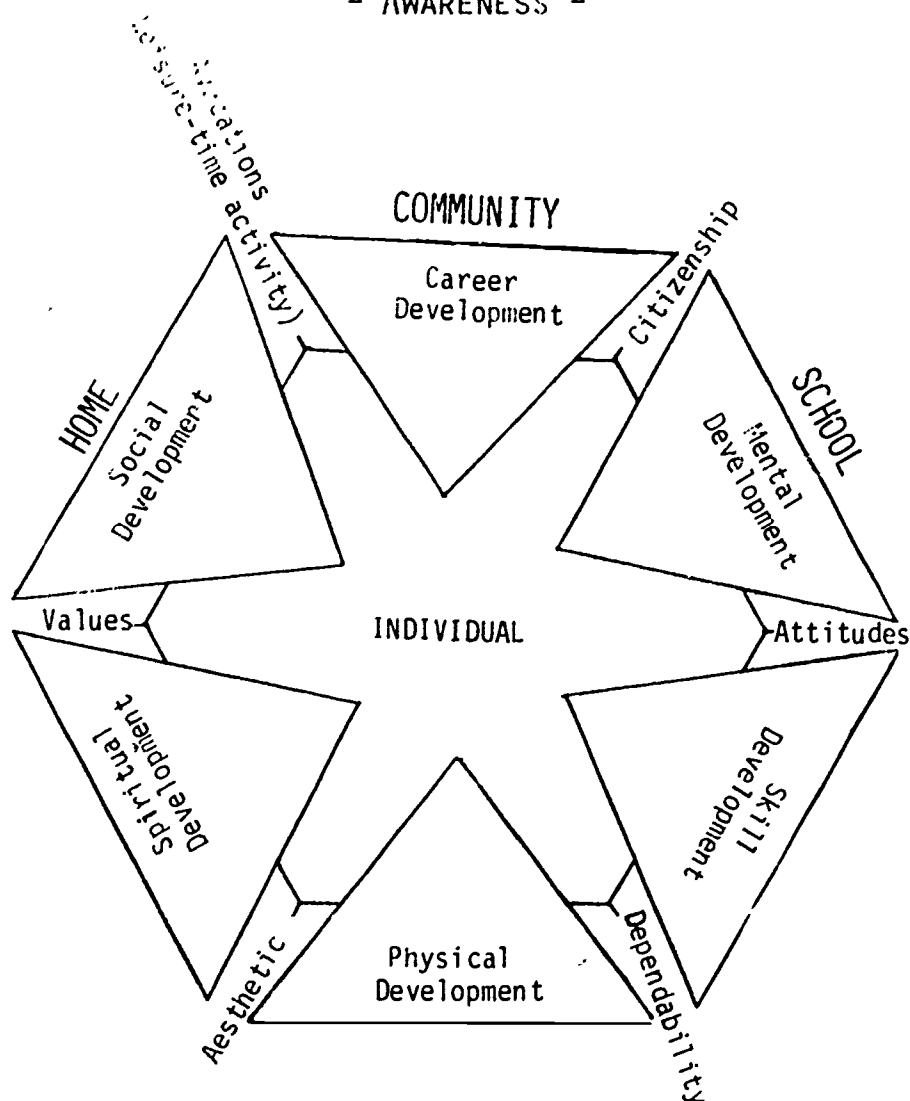 - AWARENESS -
COMMUNITY
HOME
SCHOOL
time activity)
Citizenship
Career
Development
Social
Development
Mental
Development
Values
INDIVIDUAL
Attitudes
Spiritual
Development
Skill
Development
Physical
Development
Aesthetic
Dependability